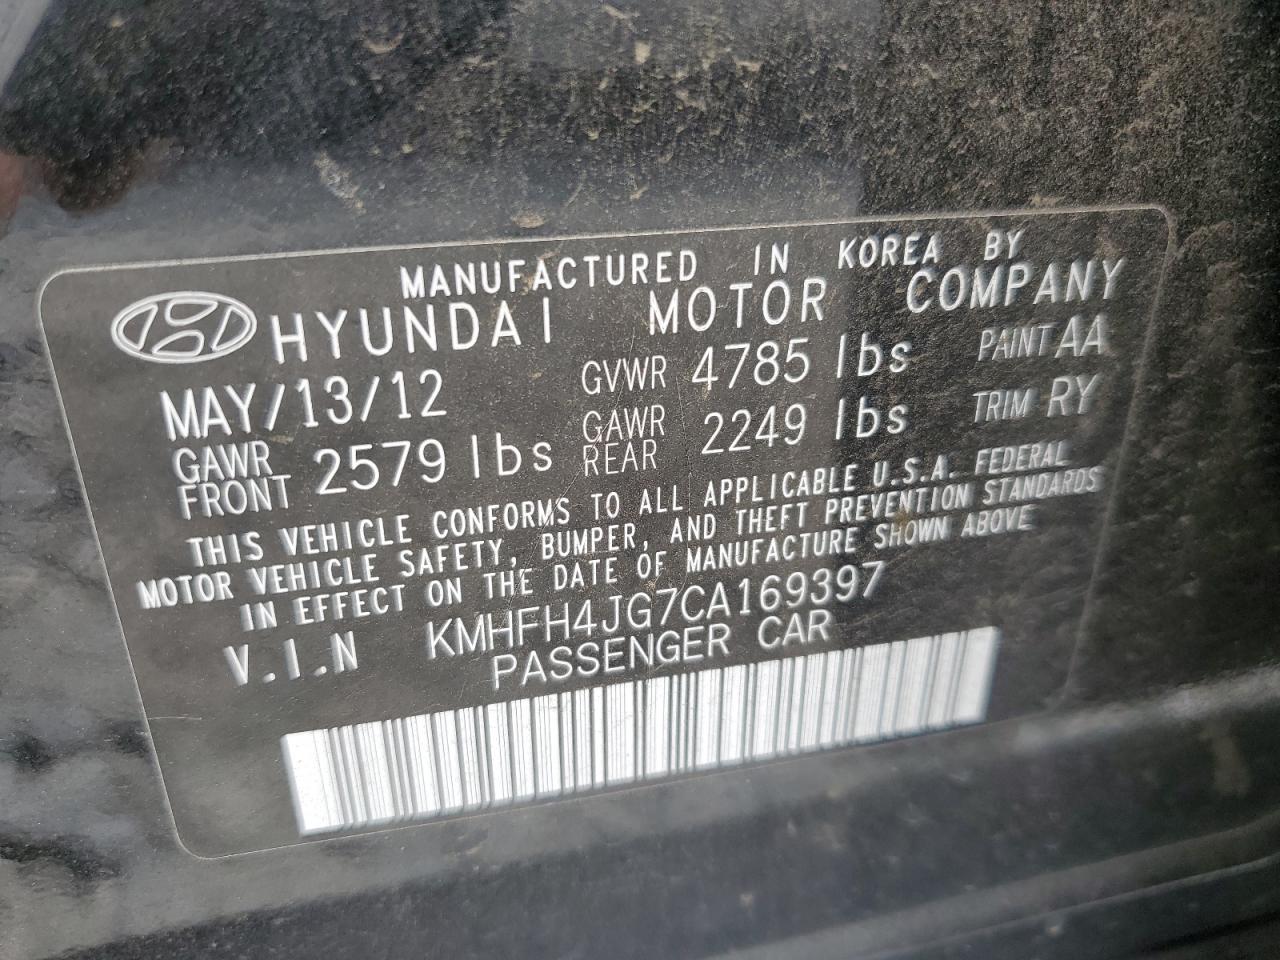 MANUFACTURED IN KOREA BY
HYUNDAI MOTOR COMPANY
MAY/13/12 GVWR 4785 lbs PAINT AA
GAWR FRONT 2579 lbs GAWR REAR 2249 lbs TRIM RY
THIS VEHICLE CONFORMS TO ALL APPLICABLE U.S.A. FEDERAL
MOTOR VEHICLE SAFETY, BUMPER, AND THEFT PREVENTION STANDARDS
IN EFFECT ON THE DATE OF MANUFACTURE SHOWN ABOVE
V.I.N KMHFH4JG7CA169397
PASSENGER CAR